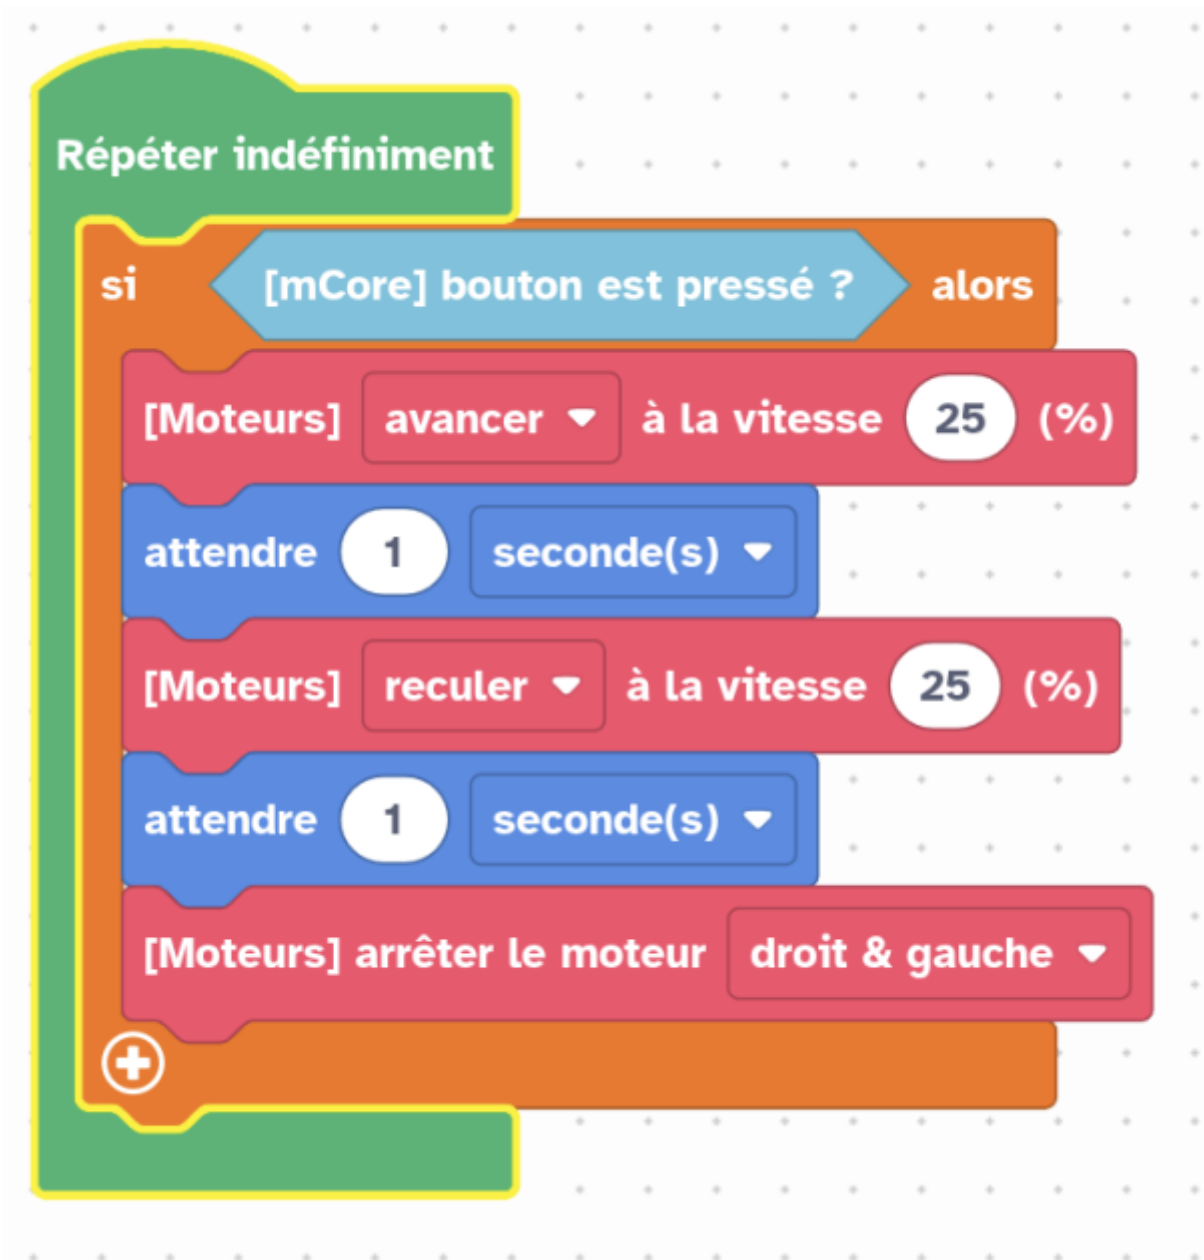 Répéter indéfiniment
si [mCore] bouton est pressé ? alors
[Moteurs] avancer à la vitesse 25 (%)
attendre 1 seconde(s)
[Moteurs] reculer à la vitesse 25 (%)
attendre 1 seconde(s)
[Moteurs] arrêter le moteur droit & gauche